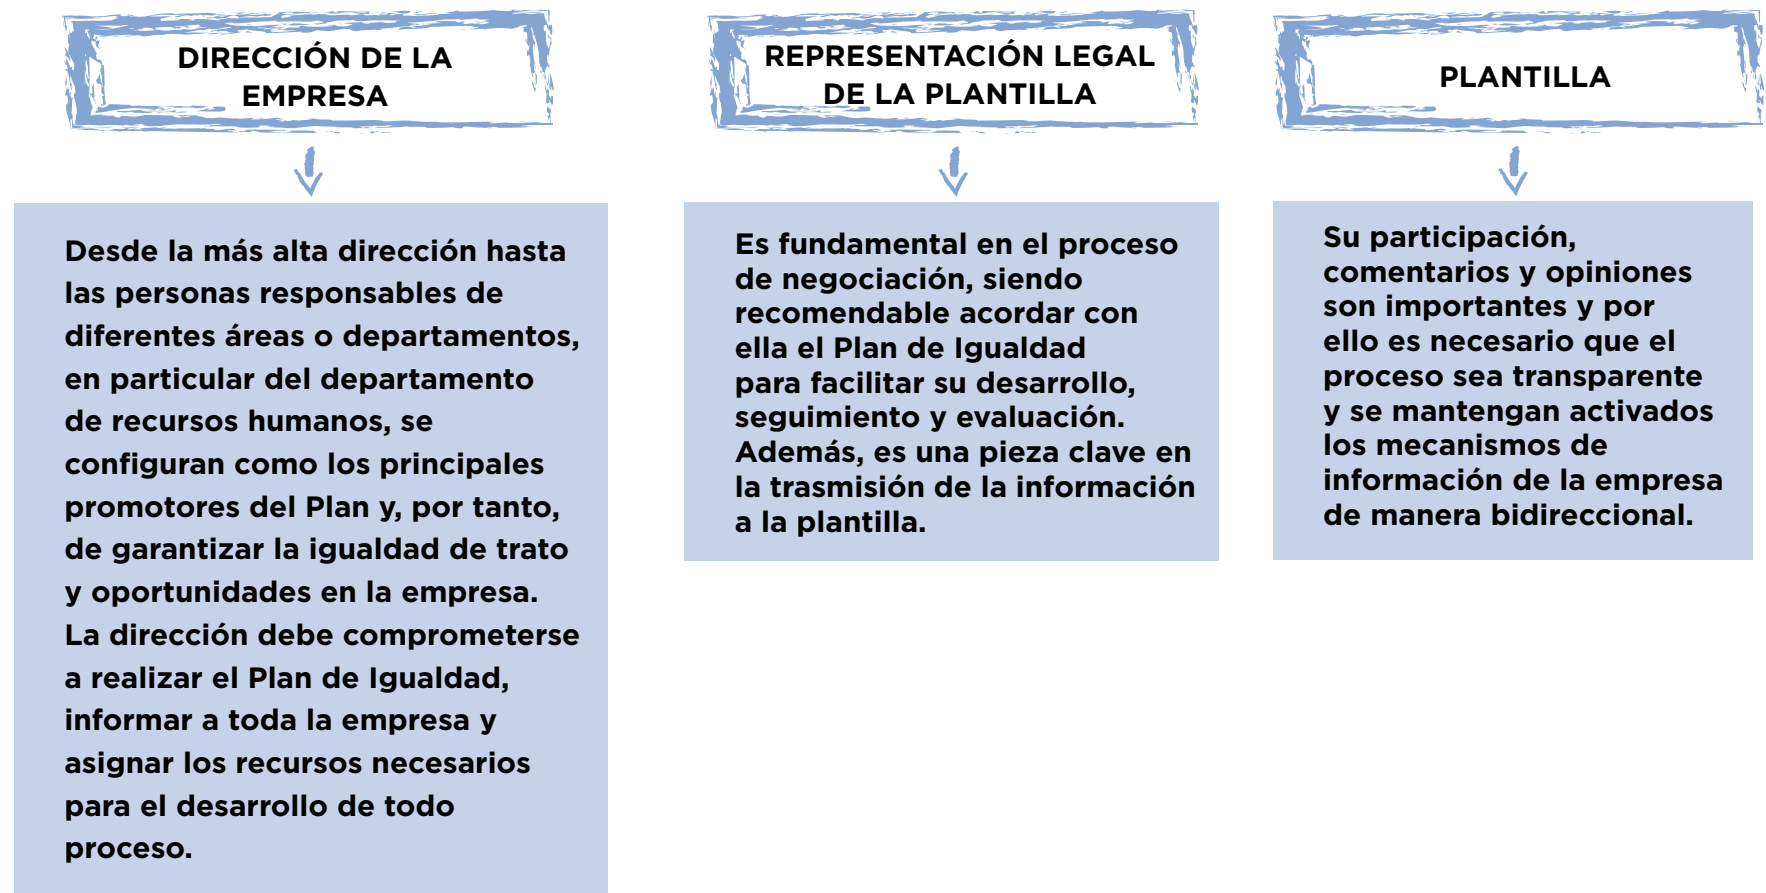 DIRECCIÓN DE LA
EMPRESA
Desde la más alta dirección hasta
las personas responsables de
diferentes áreas o departamentos,
en particular del departamento
de recursos humanos, se
configuran como los principales
promotores del Plan y, por tanto,
de garantizar la igualdad de trato
y oportunidades en la empresa.
La dirección debe comprometerse
a realizar el Plan de Igualdad,
informar a toda la empresa y
asignar los recursos necesarios
para el desarrollo de todo
proceso.
REPRESENTACIÓN LEGAL
DE LA PLANTILLA
Es fundamental en el proceso
de negociación, siendo
recomendable acordar con
ella el Plan de Igualdad
para facilitar su desarrollo,
seguimiento y evaluación.
Además, es una pieza clave en
la trasmisión de la información
a la plantilla.
PLANTILLA
Su participación,
comentarios y opiniones
son importantes y por
ello es necesario que el
proceso sea transparente
y se mantengan activados
los mecanismos de
información de la empresa
de manera bidireccional.